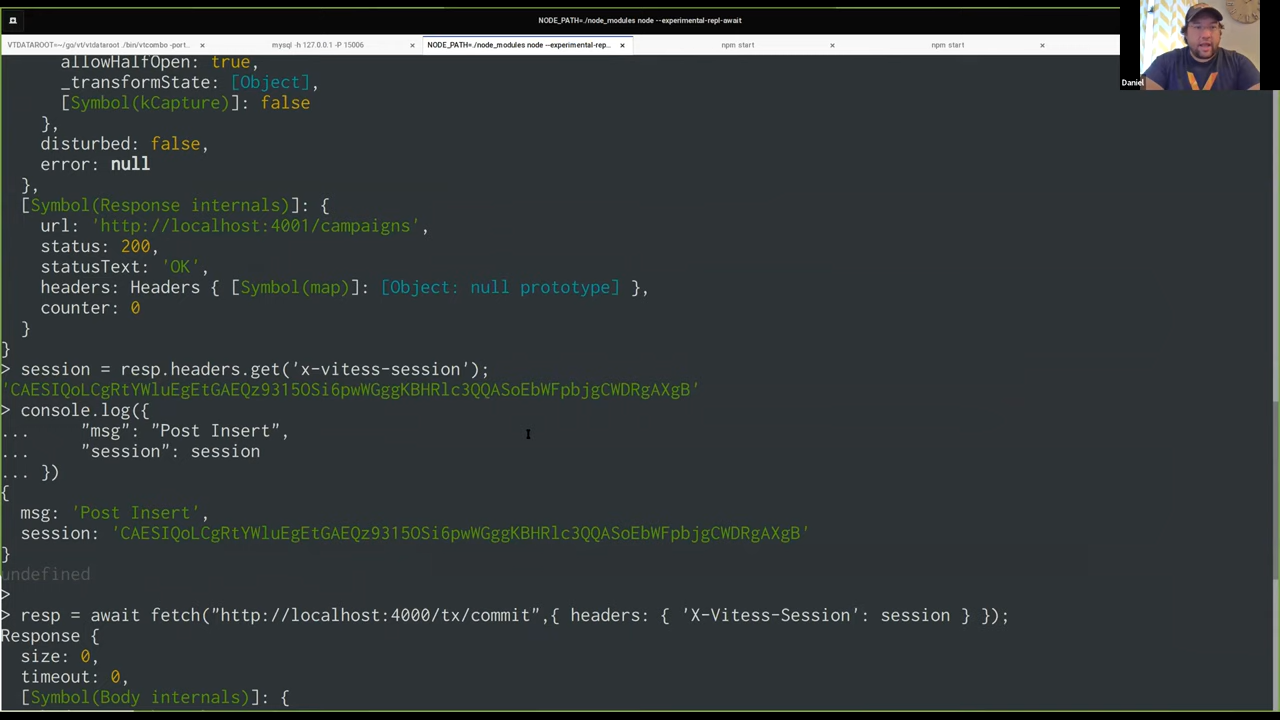 NODE_PATH=./node_modules node --experimental-repl-await
VTDATAROOT=~/go/vt/vtdataroot ./bin/vtcombo -port... × mysql -h 127.0.0.1 -P 15006 × NODE_PATH=./node_modules node --experimental-rep... × npm start × npm start ×
Daniel
allowHalfOpen: true,
_transformState: [Object],
[Symbol(kCapture)]: false
},
disturbed: false,
error: null
},
[Symbol(Response internals)]: {
url: 'http://localhost:4001/campaigns',
status: 200,
statusText: 'OK',
headers: Headers { [Symbol(map)]: [Object: null prototype] },
counter: 0
}
}
> session = resp.headers.get('x-vitess-session');
'CAESIQoLCgRtYWluEgEtGAEQz9315OSi6pwWGggKBHRlc3QQASoEbWFpbjgCWDRgAXgB'
> console.log({
... "msg": "Post Insert",
... "session": session
... })
{
msg: 'Post Insert',
session: 'CAESIQoLCgRtYWluEgEtGAEQz9315OSi6pwWGggKBHRlc3QQASoEbWFpbjgCWDRgAXgB'
}
undefined
>
> resp = await fetch("http://localhost:4000/tx/commit",{ headers: { 'X-Vitess-Session': session } });
Response {
size: 0,
timeout: 0,
[Symbol(Body internals)]: {